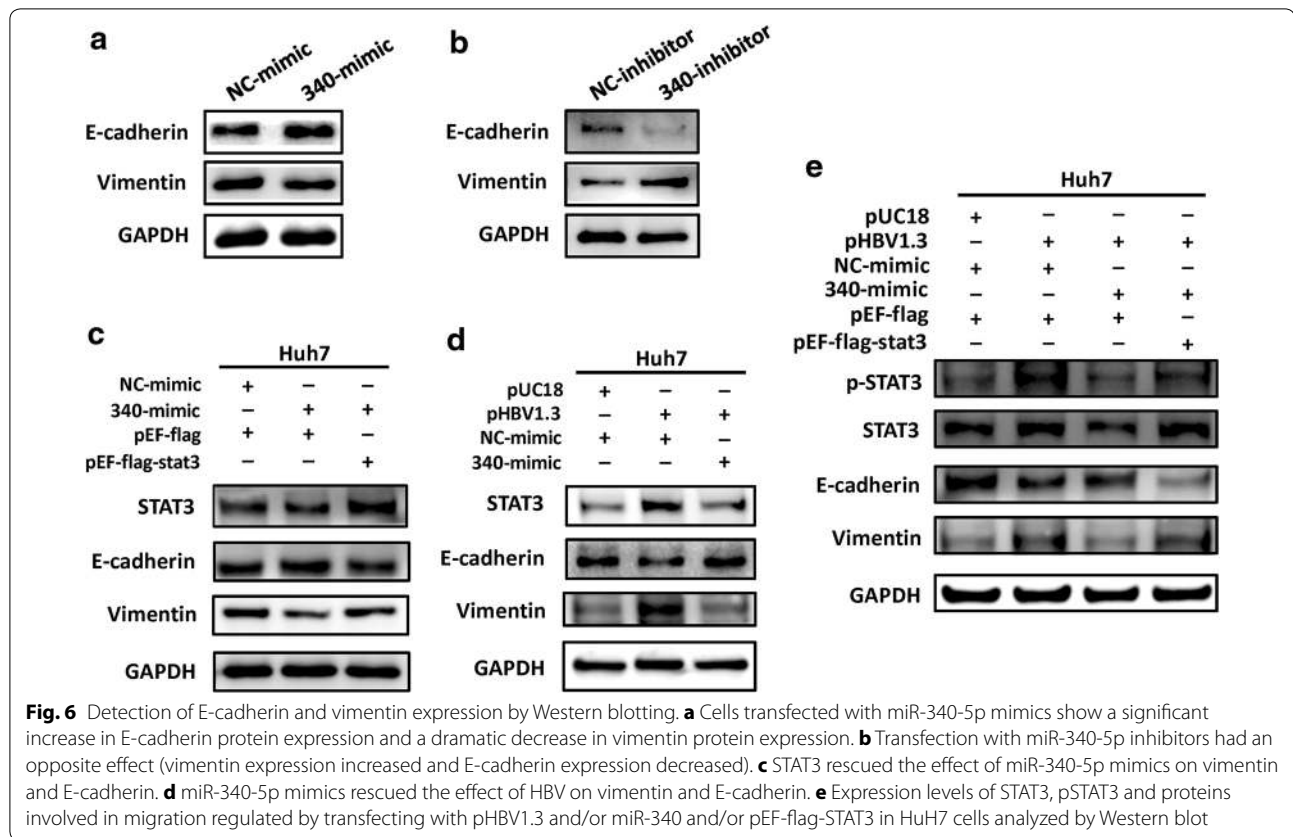 a
NC-mimic 340-mimic
E-cadherin
Vimentin
GAPDH
b
NC-inhibitor 340-inhibitor
E-cadherin
Vimentin
GAPDH
c
Huh7
NC-mimic + − −
340-mimic − + +
pEF-flag + + −
pEF-flag-stat3 − − +
STAT3
E-cadherin
Vimentin
GAPDH
d
Huh7
pUC18 + − −
pHBV1.3 − + +
NC-mimic + + −
340-mimic − − +
STAT3
E-cadherin
Vimentin
GAPDH
e
Huh7
pUC18 + − − −
pHBV1.3 − + + +
NC-mimic + + − −
340-mimic − − + +
pEF-flag + + + −
pEF-flag-stat3 − − − +
p-STAT3
STAT3
E-cadherin
Vimentin
GAPDH
Fig. 6 Detection of E-cadherin and vimentin expression by Western blotting. a Cells transfected with miR-340-5p mimics show a significant
increase in E-cadherin protein expression and a dramatic decrease in vimentin protein expression. b Transfection with miR-340-5p inhibitors had an
opposite effect (vimentin expression increased and E-cadherin expression decreased). c STAT3 rescued the effect of miR-340-5p mimics on vimentin
and E-cadherin. d miR-340-5p mimics rescued the effect of HBV on vimentin and E-cadherin. e Expression levels of STAT3, pSTAT3 and proteins
involved in migration regulated by transfecting with pHBV1.3 and/or miR-340 and/or pEF-flag-STAT3 in HuH7 cells analyzed by Western blot